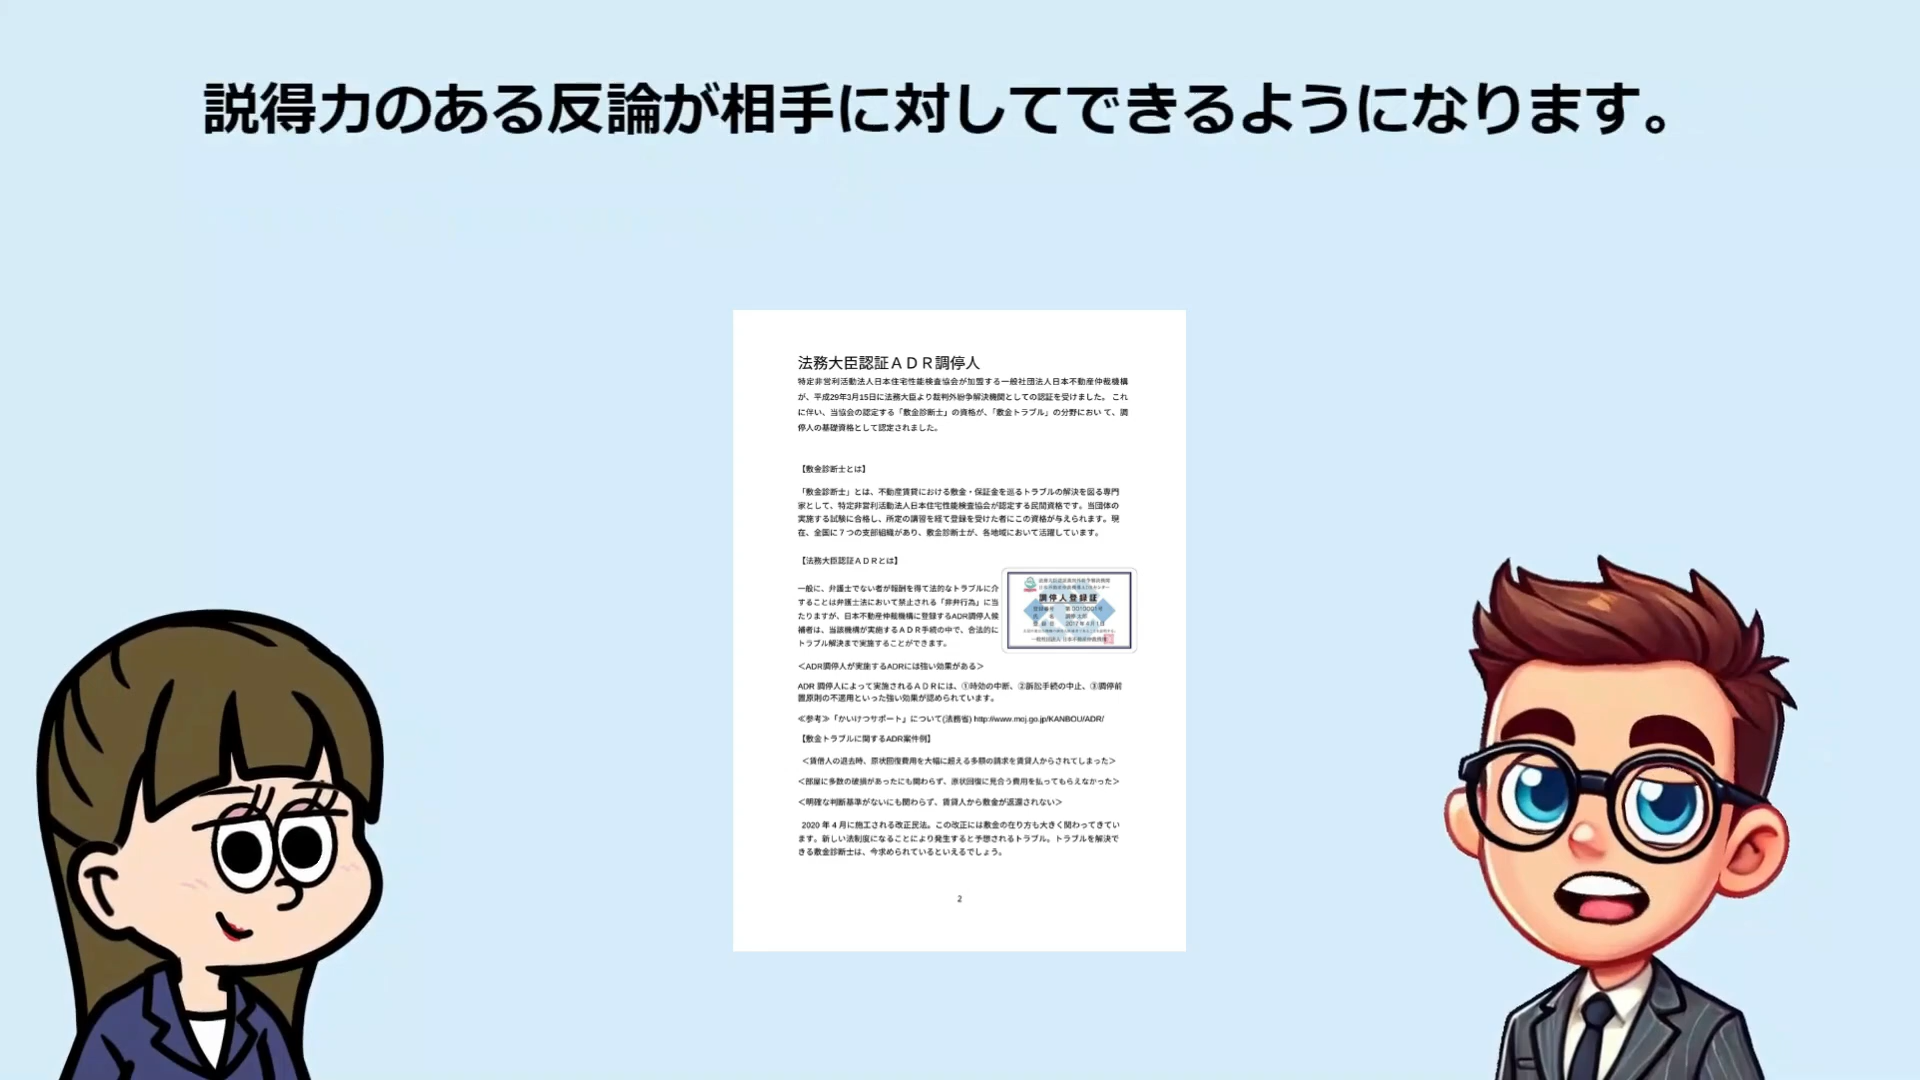 説得力のある反論が相手に対してできるようになります。
法務大臣認証ＡＤＲ調停人
特定非営利活動法人日本住宅性能検査協会が加盟する一般社団法人日本不動産仲裁機構
が、平成29年3月15日に法務大臣より裁判外紛争解決機関としての認証を受けました。 これ
に伴い、当協会の認定する「敷金診断士」の資格が、「敷金トラブル」の分野におい て、調
停人の基礎資格として認定されました。
【敷金診断士とは】
「敷金診断士」とは、不動産賃貸における敷金・保証金を巡るトラブルの解決を図る専門
家として、特定非営利活動法人日本住宅性能検査協会が認定する民間資格です。当団体の
実施する試験に合格し、所定の講習を経て登録を受けた者にこの資格が与えられます。現
在、全国に７つの支部組織があり、敷金診断士が、各地域において活躍しています。
【法務大臣認証ＡＤＲとは】
一般に、弁護士でない者が報酬を得て法的なトラブルに介
することは弁護士法において禁止される「非弁行為」に当
たりますが、日本不動産仲裁機構に登録するADR調停人候
補者は、当該機構が実施するＡＤＲ手続の中で、合法的に
トラブル解決まで実施することができます。
調停人登録証
＜ADR調停人が実施するADRには強い効果がある＞
ADR 調停人によって実施されるＡＤＲには、①時効の中断、②訴訟手続の中止、③調停前
置原則の不適用といった強い効果が認められています。
≪参考≫「かいけつサポート」について(法務省) http://www.moj.go.jp/KANBOU/ADR/
【敷金トラブルに関するADR案件例】
＜賃借人の退去時、原状回復費用を大幅に超える多額の請求を賃貸人からされてしまった＞
＜部屋に多数の破損があったにも関わらず、原状回復に見合う費用を払ってもらえなかった＞
＜明確な判断基準がないにも関わらず、賃貸人から敷金が返還されない＞
2020 年 4 月に施工される改正民法。この改正には敷金の在り方も大きく関わってきてい
ます。新しい法制度になることにより発生すると予想されるトラブル。トラブルを解決で
きる敷金診断士は、今求められているといえるでしょう。
2